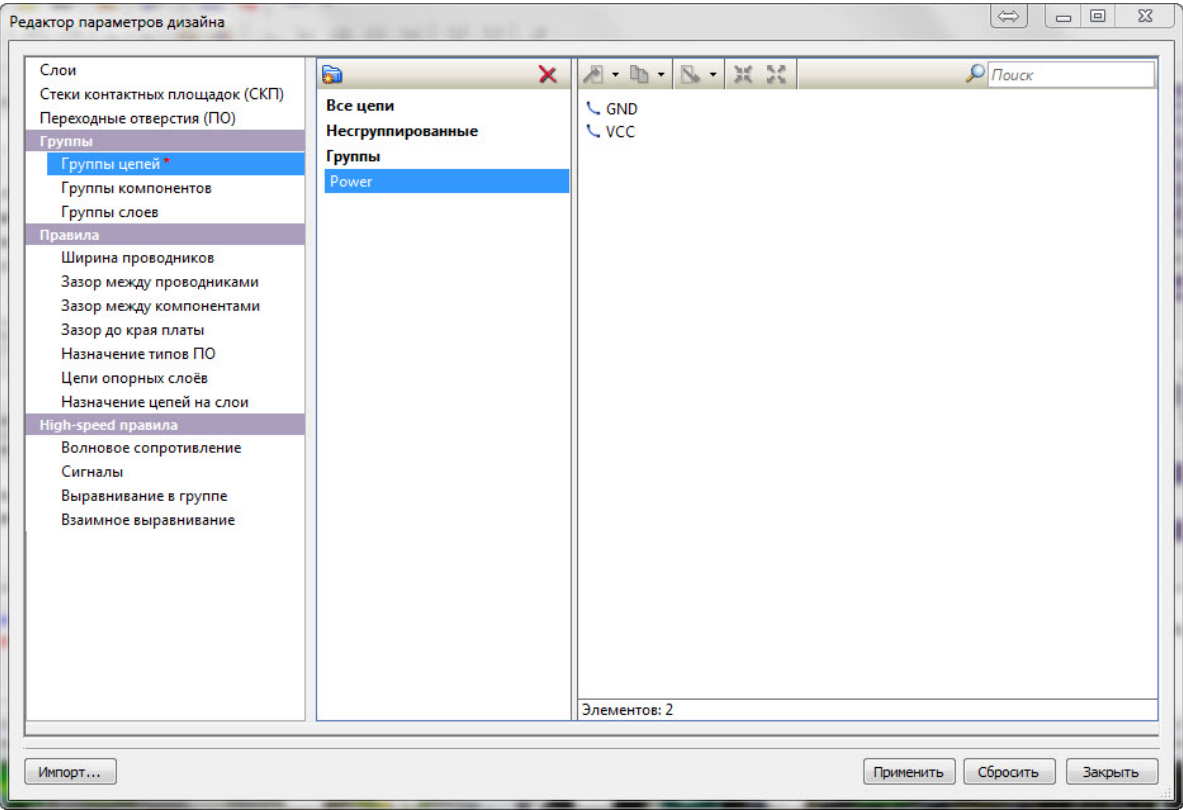 Редактор параметров дизайна
Слои
Стеки контактных площадок (СКП)
Переходные отверстия (ПО)
Группы
Группы цепей *
Группы компонентов
Группы слоев
Правила
Ширина проводников
Зазор между проводниками
Зазор между компонентами
Зазор до края платы
Назначение типов ПО
Цепи опорных слоёв
Назначение цепей на слои
High-speed правила
Волновое сопротивление
Сигналы
Выравнивание в группе
Взаимное выравнивание
Все цепи
Несгруппированные
Группы
Power
Поиск
GND
VCC
Элементов: 2
Импорт...
Применить
Сбросить
Закрыть